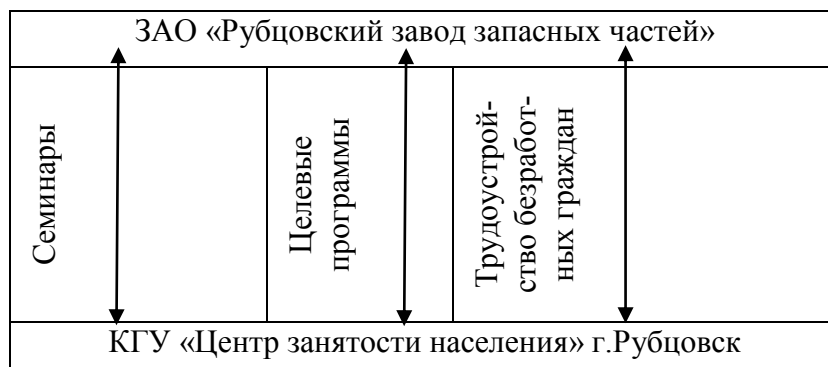 ЗАО «Рубцовский завод запасных частей»
Семинары
Целевые
программы
Трудоустрой-
ство безработ-
ных граждан
КГУ «Центр занятости населения» г.Рубцовск